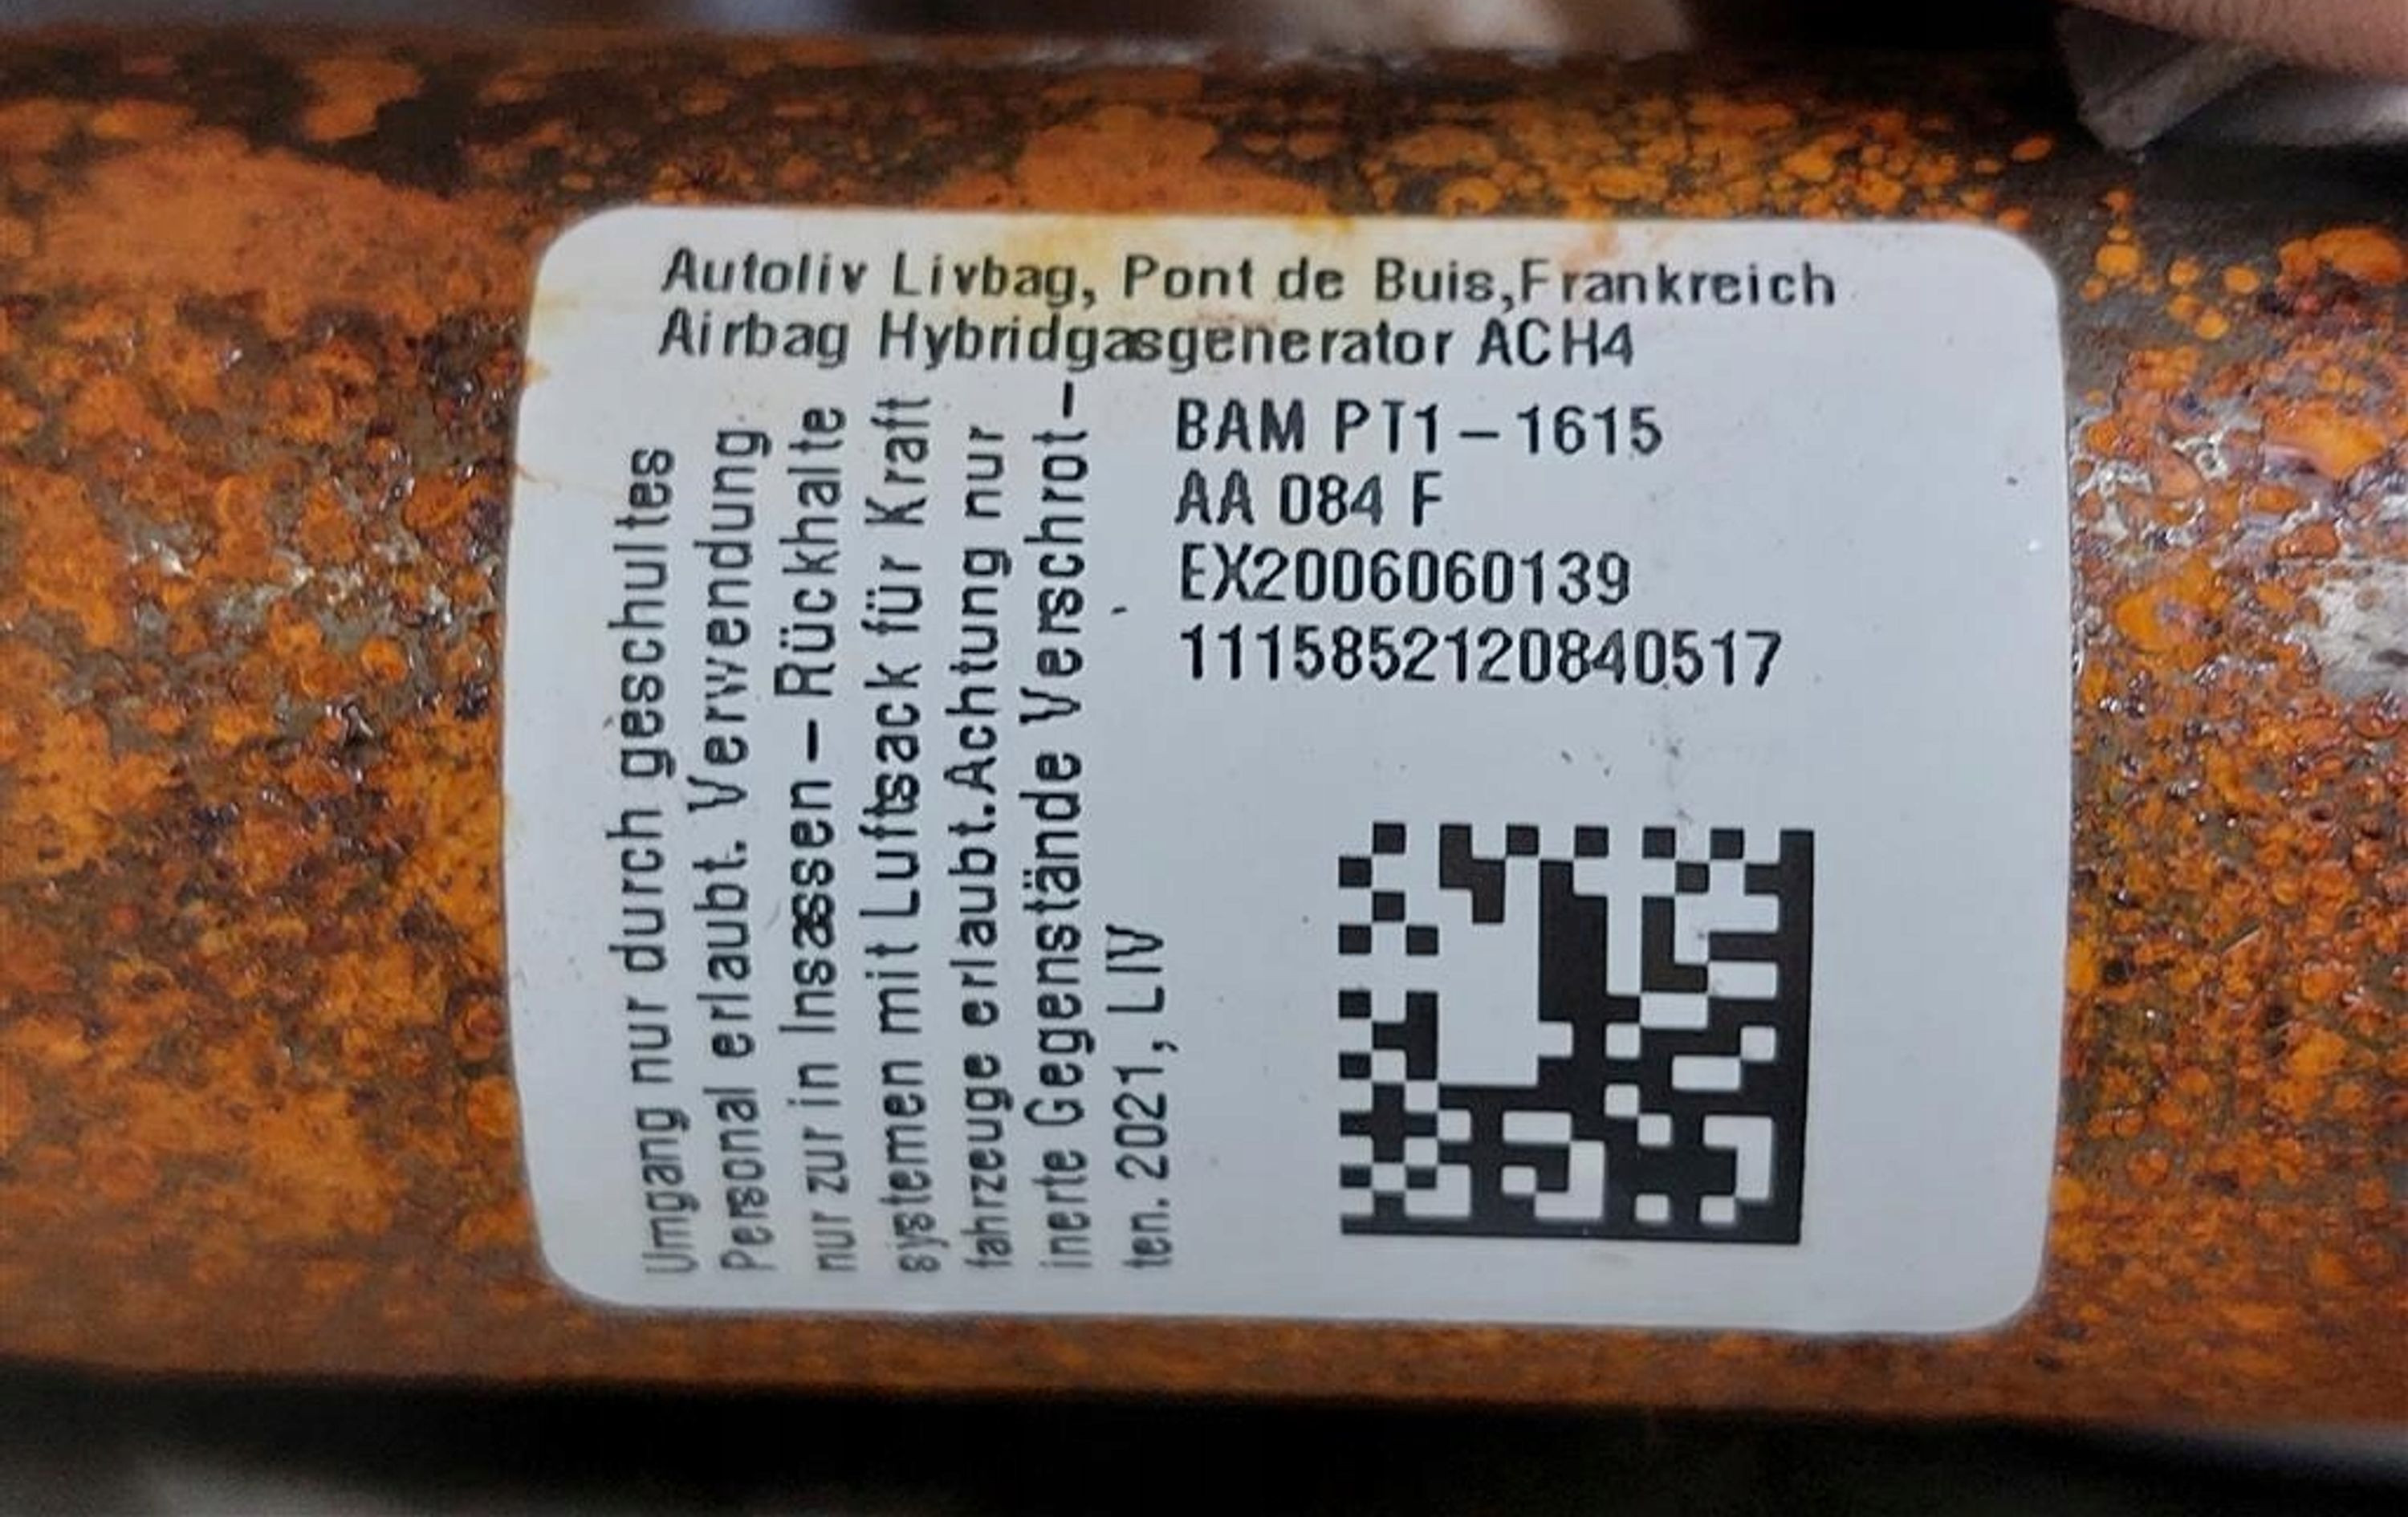 Autoliv Livbag, Pont de Buis,Frankreich
Airbag Hybridgasgenerator ACH4
BAM PT1-1615
AA 084 F
EX2006060139
1115852120840517
Umgang nur durch geschultes
Personal erlaubt. Verwendung
nur zur in Insassen-Rückhalte
systemen mit Luftsack für Kraft
fahrzeuge erlaubt.Achtung nur
inerte Gegenstände Verschrot-
ten. 2021, LIV